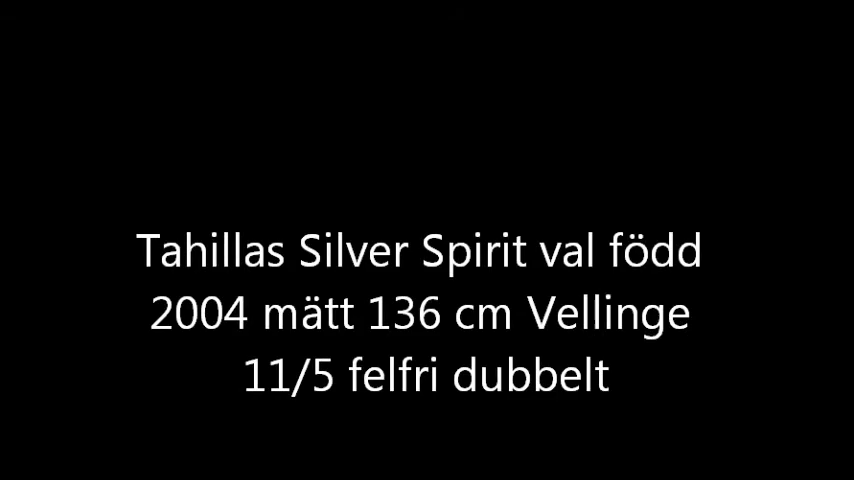 Tahillas Silver Spirit val född
2004 mätt 136 cm Vellinge
11/5 felfri dubbelt